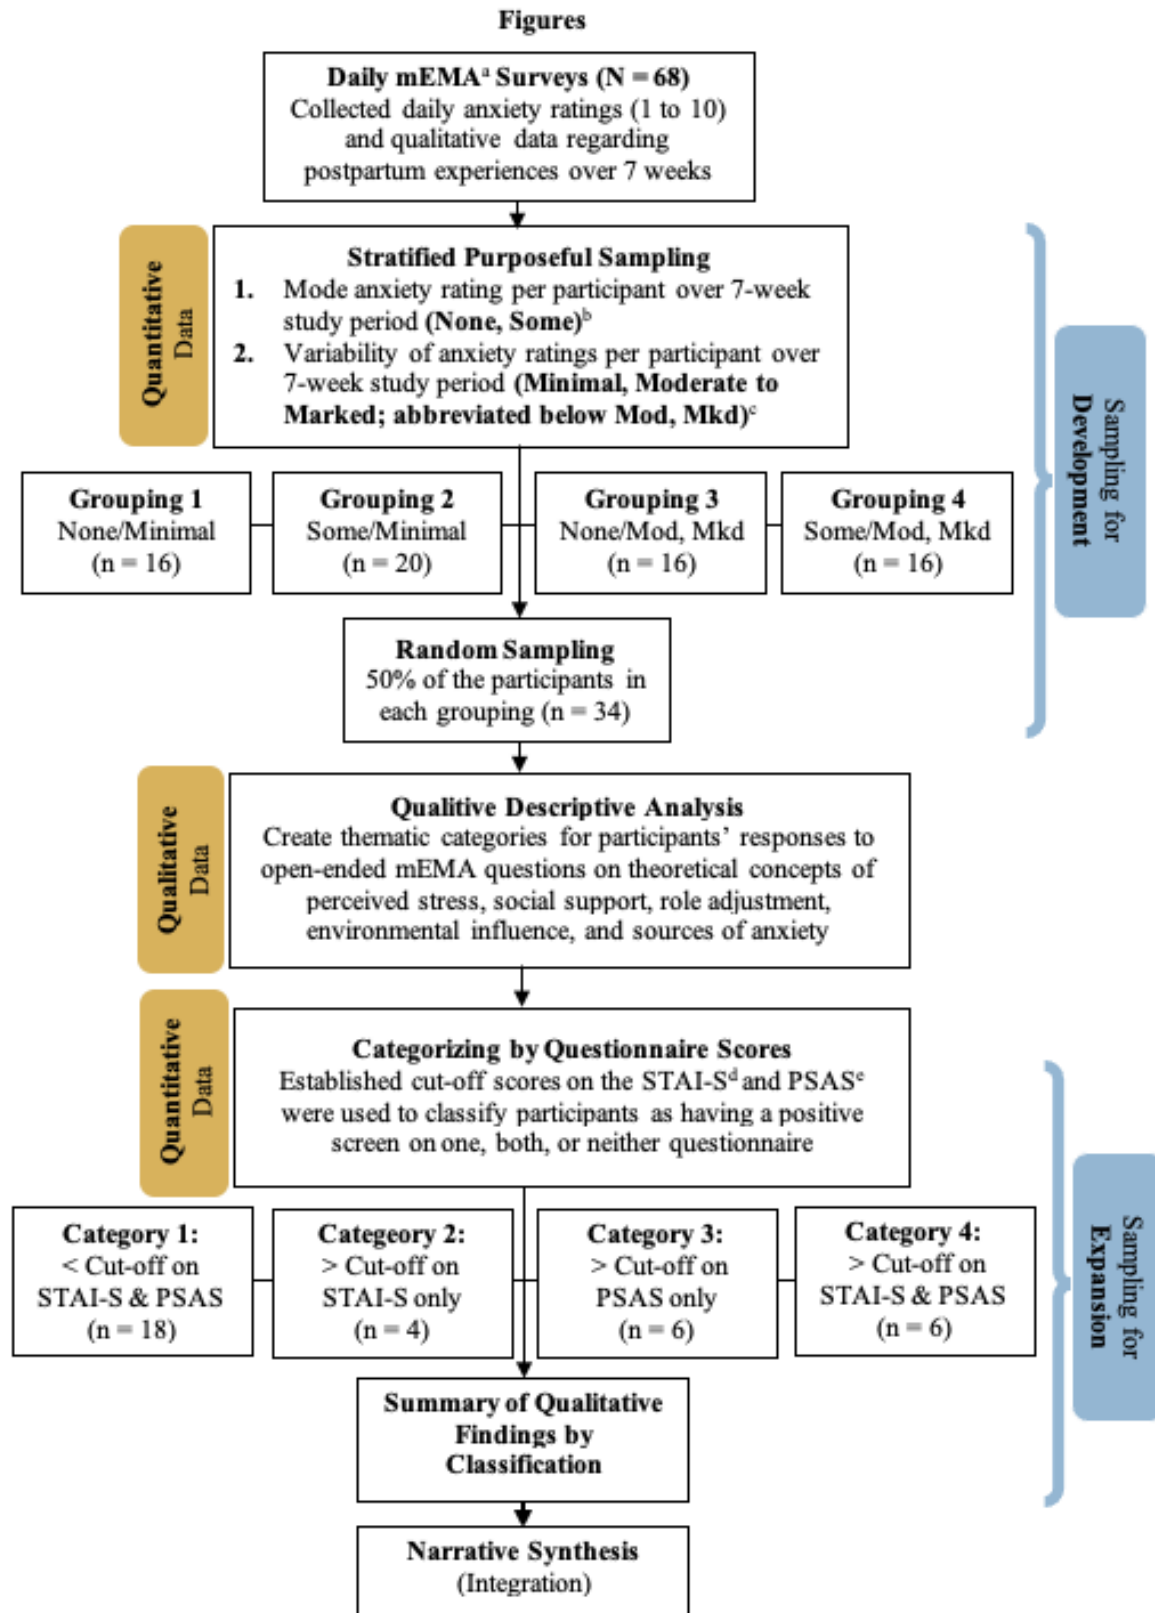 Figures
Daily mEMAᵃ Surveys (N = 68)
Collected daily anxiety ratings (1 to 10)
and qualitative data regarding
postpartum experiences over 7 weeks
Quantitative
Data
Stratified Purposeful Sampling
1. Mode anxiety rating per participant over 7-week
study period (None, Some)ᵇ
2. Variability of anxiety ratings per participant over
7-week study period (Minimal, Moderate to
Marked; abbreviated below Mod, Mkd)ᶜ
Sampling for
Development
Grouping 1
None/Minimal
(n = 16)
Grouping 2
Some/Minimal
(n = 20)
Grouping 3
None/Mod, Mkd
(n = 16)
Grouping 4
Some/Mod, Mkd
(n = 16)
Random Sampling
50% of the participants in
each grouping (n = 34)
Qualitative
Data
Qualitive Descriptive Analysis
Create thematic categories for participants’ responses to
open-ended mEMA questions on theoretical concepts of
perceived stress, social support, role adjustment,
environmental influence, and sources of anxiety
Quantitative
Data
Categorizing by Questionnaire Scores
Established cut-off scores on the STAI-Sᵈ and PSASᵉ
were used to classify participants as having a positive
screen on one, both, or neither questionnaire
Sampling for
Expansion
Category 1:
< Cut-off on
STAI-S & PSAS
(n = 18)
Categeory 2:
> Cut-off on
STAI-S only
(n = 4)
Category 3:
> Cut-off on
PSAS only
(n = 6)
Category 4:
> Cut-off on
STAI-S & PSAS
(n = 6)
Summary of Qualitative
Findings by
Classification
Narrative Synthesis
(Integration)